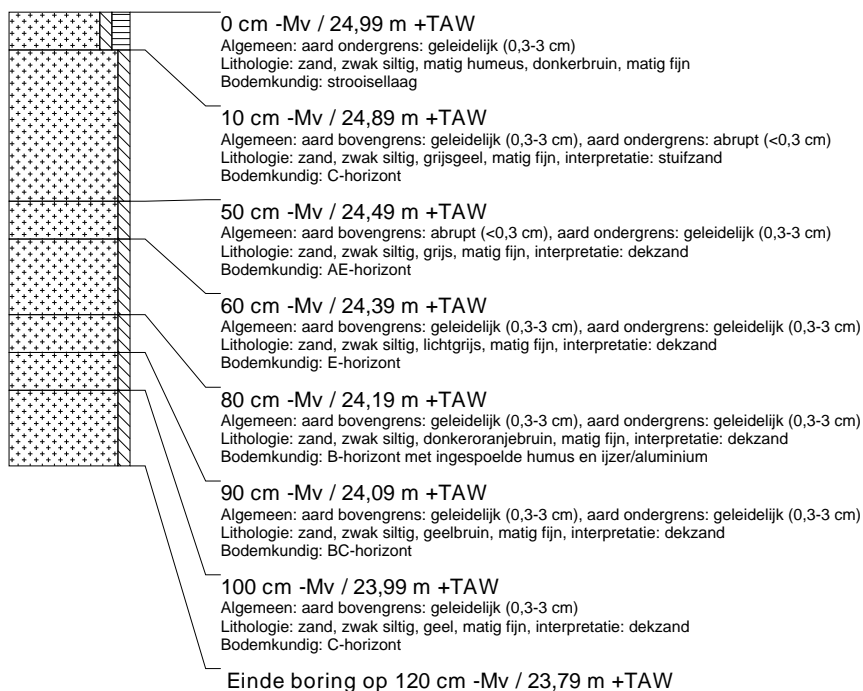 0 cm -Mv / 24,99 m +TAW
Algemeen: aard ondergrens: geleidelijk (0,3-3 cm)
Lithologie: zand, zwak siltig, matig humeus, donkerbruin, matig fijn
Bodemkundig: strooisellaag
10 cm -Mv / 24,89 m +TAW
Algemeen: aard bovengrens: geleidelijk (0,3-3 cm), aard ondergrens: abrupt (<0,3 cm)
Lithologie: zand, zwak siltig, grijsgeel, matig fijn, interpretatie: stuifzand
Bodemkundig: C-horizont
50 cm -Mv / 24,49 m +TAW
Algemeen: aard bovengrens: abrupt (<0,3 cm), aard ondergrens: geleidelijk (0,3-3 cm)
Lithologie: zand, zwak siltig, grijs, matig fijn, interpretatie: dekzand
Bodemkundig: AE-horizont
60 cm -Mv / 24,39 m +TAW
Algemeen: aard bovengrens: geleidelijk (0,3-3 cm), aard ondergrens: geleidelijk (0,3-3 cm)
Lithologie: zand, zwak siltig, lichtgrijs, matig fijn, interpretatie: dekzand
Bodemkundig: E-horizont
80 cm -Mv / 24,19 m +TAW
Algemeen: aard bovengrens: geleidelijk (0,3-3 cm), aard ondergrens: geleidelijk (0,3-3 cm)
Lithologie: zand, zwak siltig, donkeroranjebruin, matig fijn, interpretatie: dekzand
Bodemkundig: B-horizont met ingespoelde humus en ijzer/aluminium
90 cm -Mv / 24,09 m +TAW
Algemeen: aard bovengrens: geleidelijk (0,3-3 cm), aard ondergrens: geleidelijk (0,3-3 cm)
Lithologie: zand, zwak siltig, geelbruin, matig fijn, interpretatie: dekzand
Bodemkundig: BC-horizont
100 cm -Mv / 23,99 m +TAW
Algemeen: aard bovengrens: geleidelijk (0,3-3 cm)
Lithologie: zand, zwak siltig, geel, matig fijn, interpretatie: dekzand
Bodemkundig: C-horizont
Einde boring op 120 cm -Mv / 23,79 m +TAW